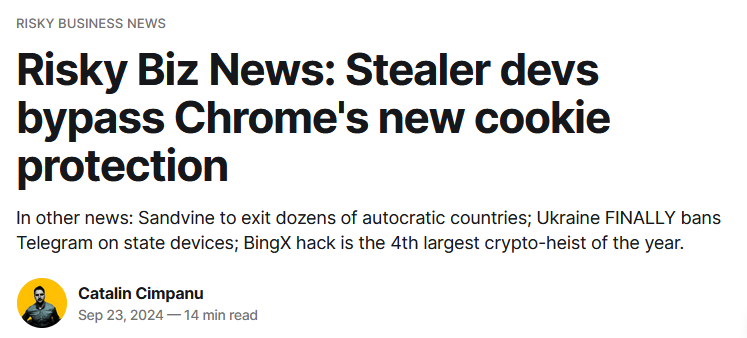 RISKY BUSINESS NEWS
Risky Biz News: Stealer devs
bypass Chrome's new cookie
protection
In other news: Sandvine to exit dozens of autocratic countries; Ukraine FINALLY bans
Telegram on state devices; BingX hack is the 4th largest crypto-heist of the year.
Catalin Cimpanu
Sep 23, 2024 — 14 min read